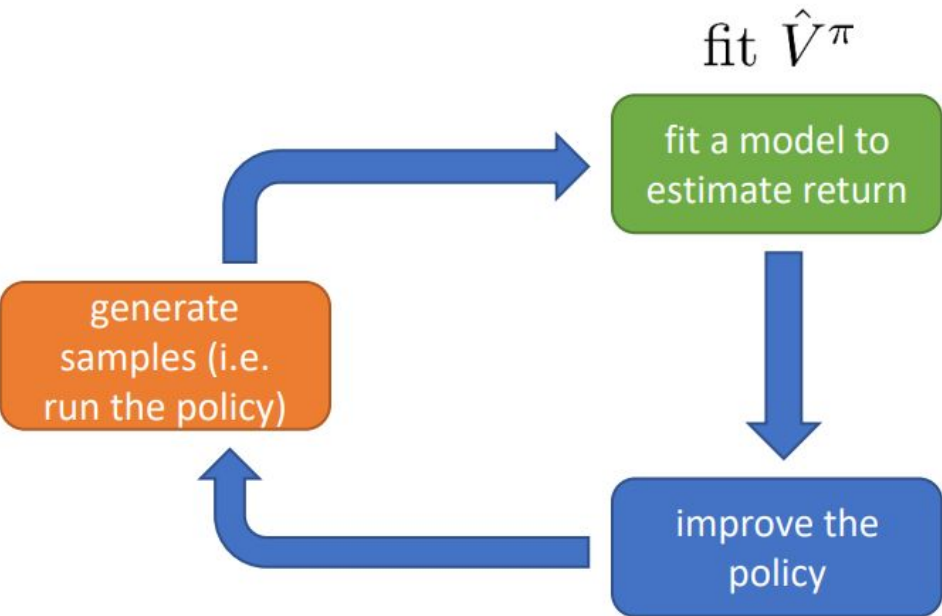 fit V̂^π
fit a model to
estimate return
generate
samples (i.e.
run the policy)
improve the
policy